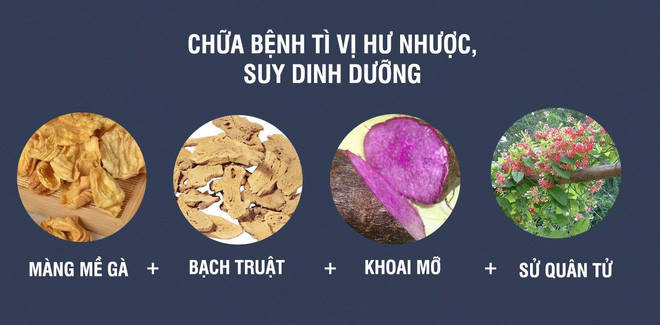 CHỮA BỆNH TÌ VỊ HƯ NHƯỢC,
SUY DINH DƯỠNG
MÀNG MỀ GÀ + BẠCH TRUẬT + KHOAI MỠ + SỬ QUÂN TỬ